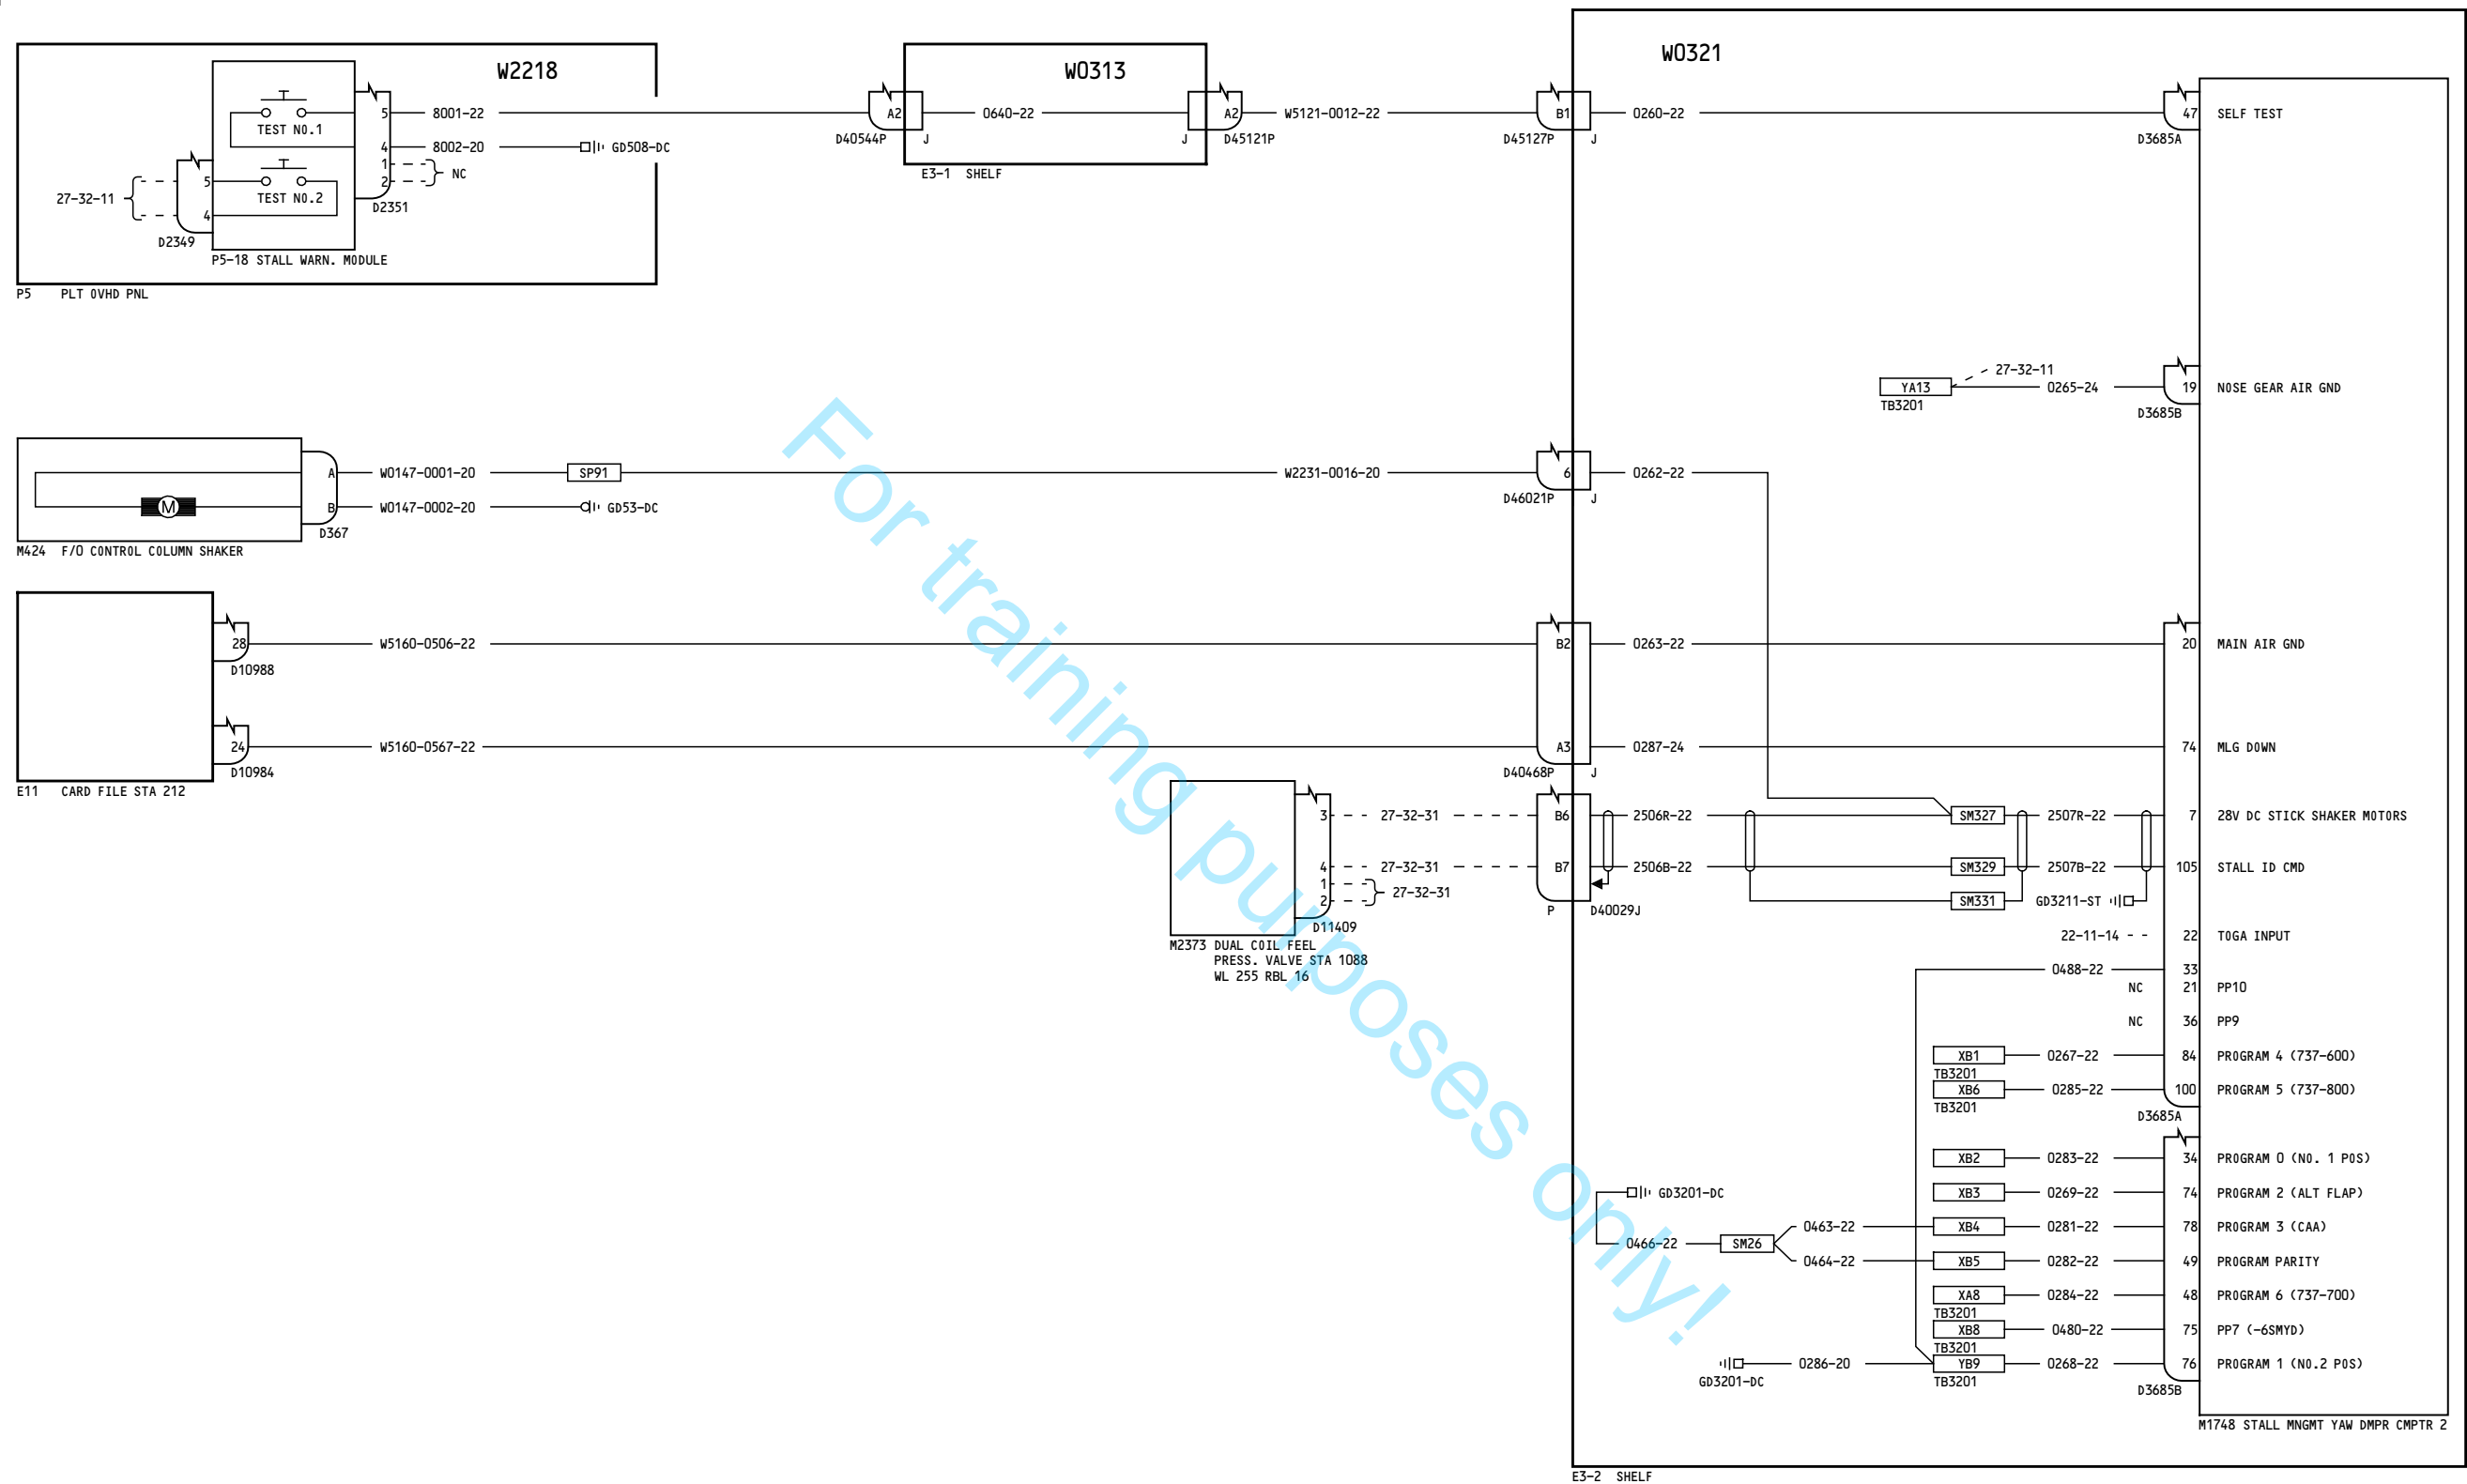 W2218
W0313
W0321
TEST NO.1
5
8001-22
A2
0640-22
A2
W5121-0012-22
B1
0260-22
47
SELF TEST
D40544P
J
J
D45121P
D45127P
J
D3685A
4
8002-20
GD508-DC
1
2
NC
5
TEST NO.2
27-32-11
4
D2351
D2349
P5-18 STALL WARN. MODULE
E3-1 SHELF
P5 PLT OVHD PNL
YA13
TB3201
27-32-11
0265-24
19
NOSE GEAR AIR GND
D3685B
A
W0147-0001-20
SP91
W2231-0016-20
6
0262-22
D46021P
J
M
B
W0147-0002-20
GD53-DC
D367
M424 F/O CONTROL COLUMN SHAKER
28
W5160-0506-22
B2
0263-22
20
MAIN AIR GND
D10988
24
W5160-0567-22
A3
0287-24
74
MLG DOWN
D10984
D40468P
J
E11 CARD FILE STA 212
3
27-32-31
B6
2506R-22
SM327
2507R-22
7
28V DC STICK SHAKER MOTORS
4
27-32-31
B7
2506B-22
SM329
2507B-22
105
STALL ID CMD
1
2
27-32-31
SM331
GD3211-ST
P
D40029J
D11409
M2373 DUAL COIL FEEL
PRESS. VALVE STA 1088
WL 255 RBL 16
22-11-14
22
TOGA INPUT
0488-22
33
NC
21
PP10
NC
36
PP9
XB1
0267-22
84
PROGRAM 4 (737-600)
TB3201
XB6
0285-22
100
PROGRAM 5 (737-800)
TB3201
D3685A
XB2
0283-22
34
PROGRAM 0 (NO. 1 POS)
GD3201-DC
XB3
0269-22
74
PROGRAM 2 (ALT FLAP)
0463-22
XB4
0281-22
78
PROGRAM 3 (CAA)
0466-22
SM26
0464-22
XB5
0282-22
49
PROGRAM PARITY
XA8
0284-22
48
PROGRAM 6 (737-700)
TB3201
XB8
0480-22
75
PP7 (-6SMYD)
TB3201
0286-20
YB9
0268-22
76
PROGRAM 1 (NO.2 POS)
GD3201-DC
TB3201
D3685B
M1748 STALL MNGMT YAW DMPR CMPTR 2
E3-2 SHELF
For training purposes only!